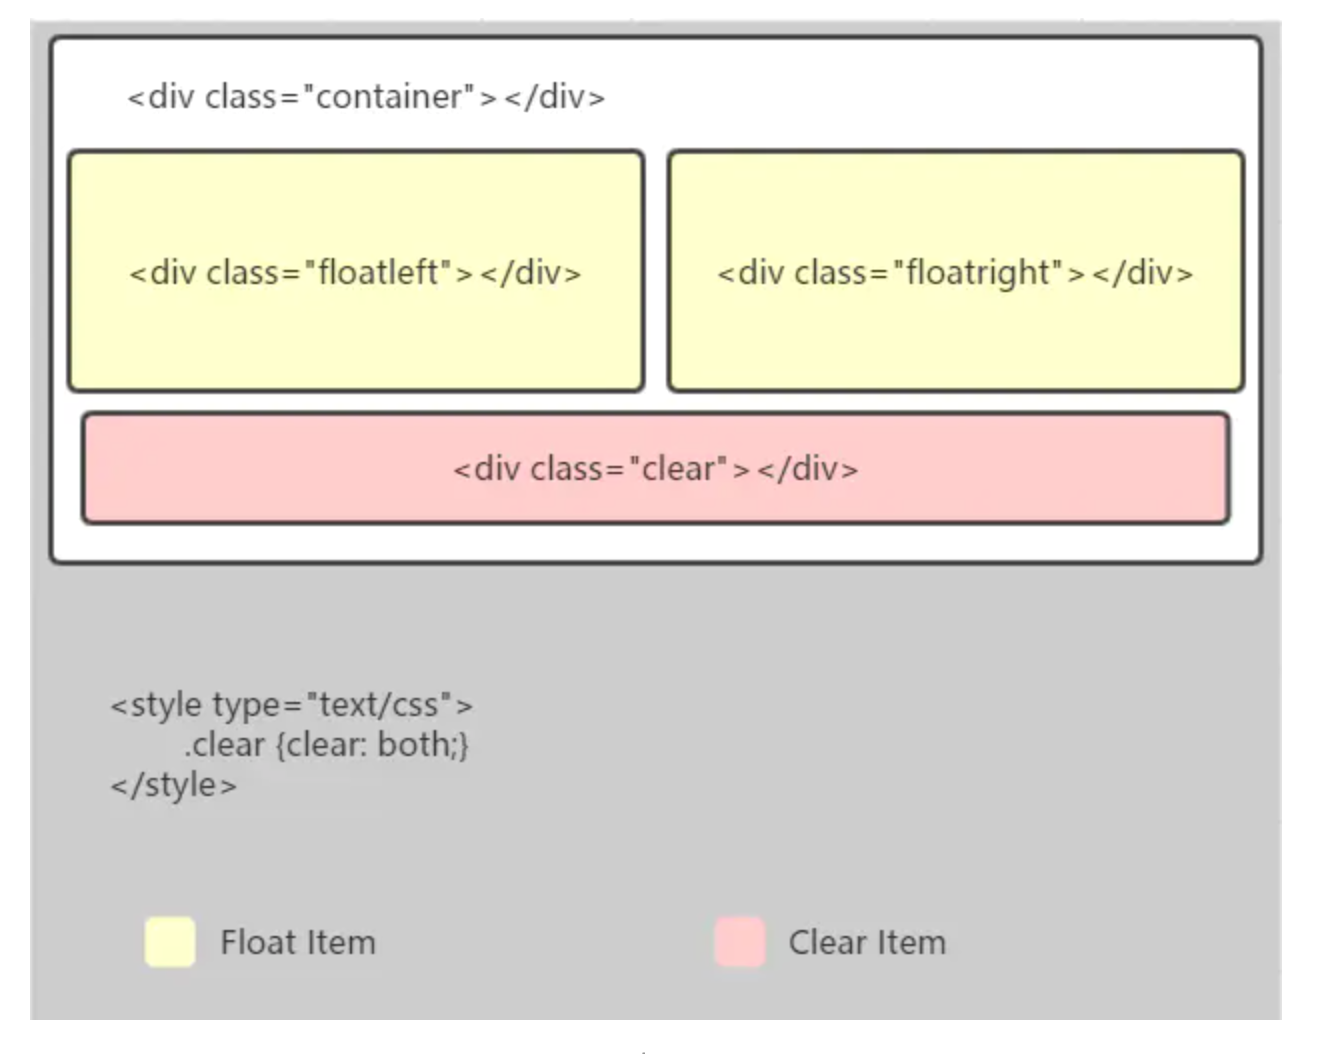 <div class="container"></div>
<div class="floatleft"></div>
<div class="floatright"></div>
<div class="clear"></div>
<style type="text/css">
.clear {clear: both;}
</style>
Float Item
Clear Item